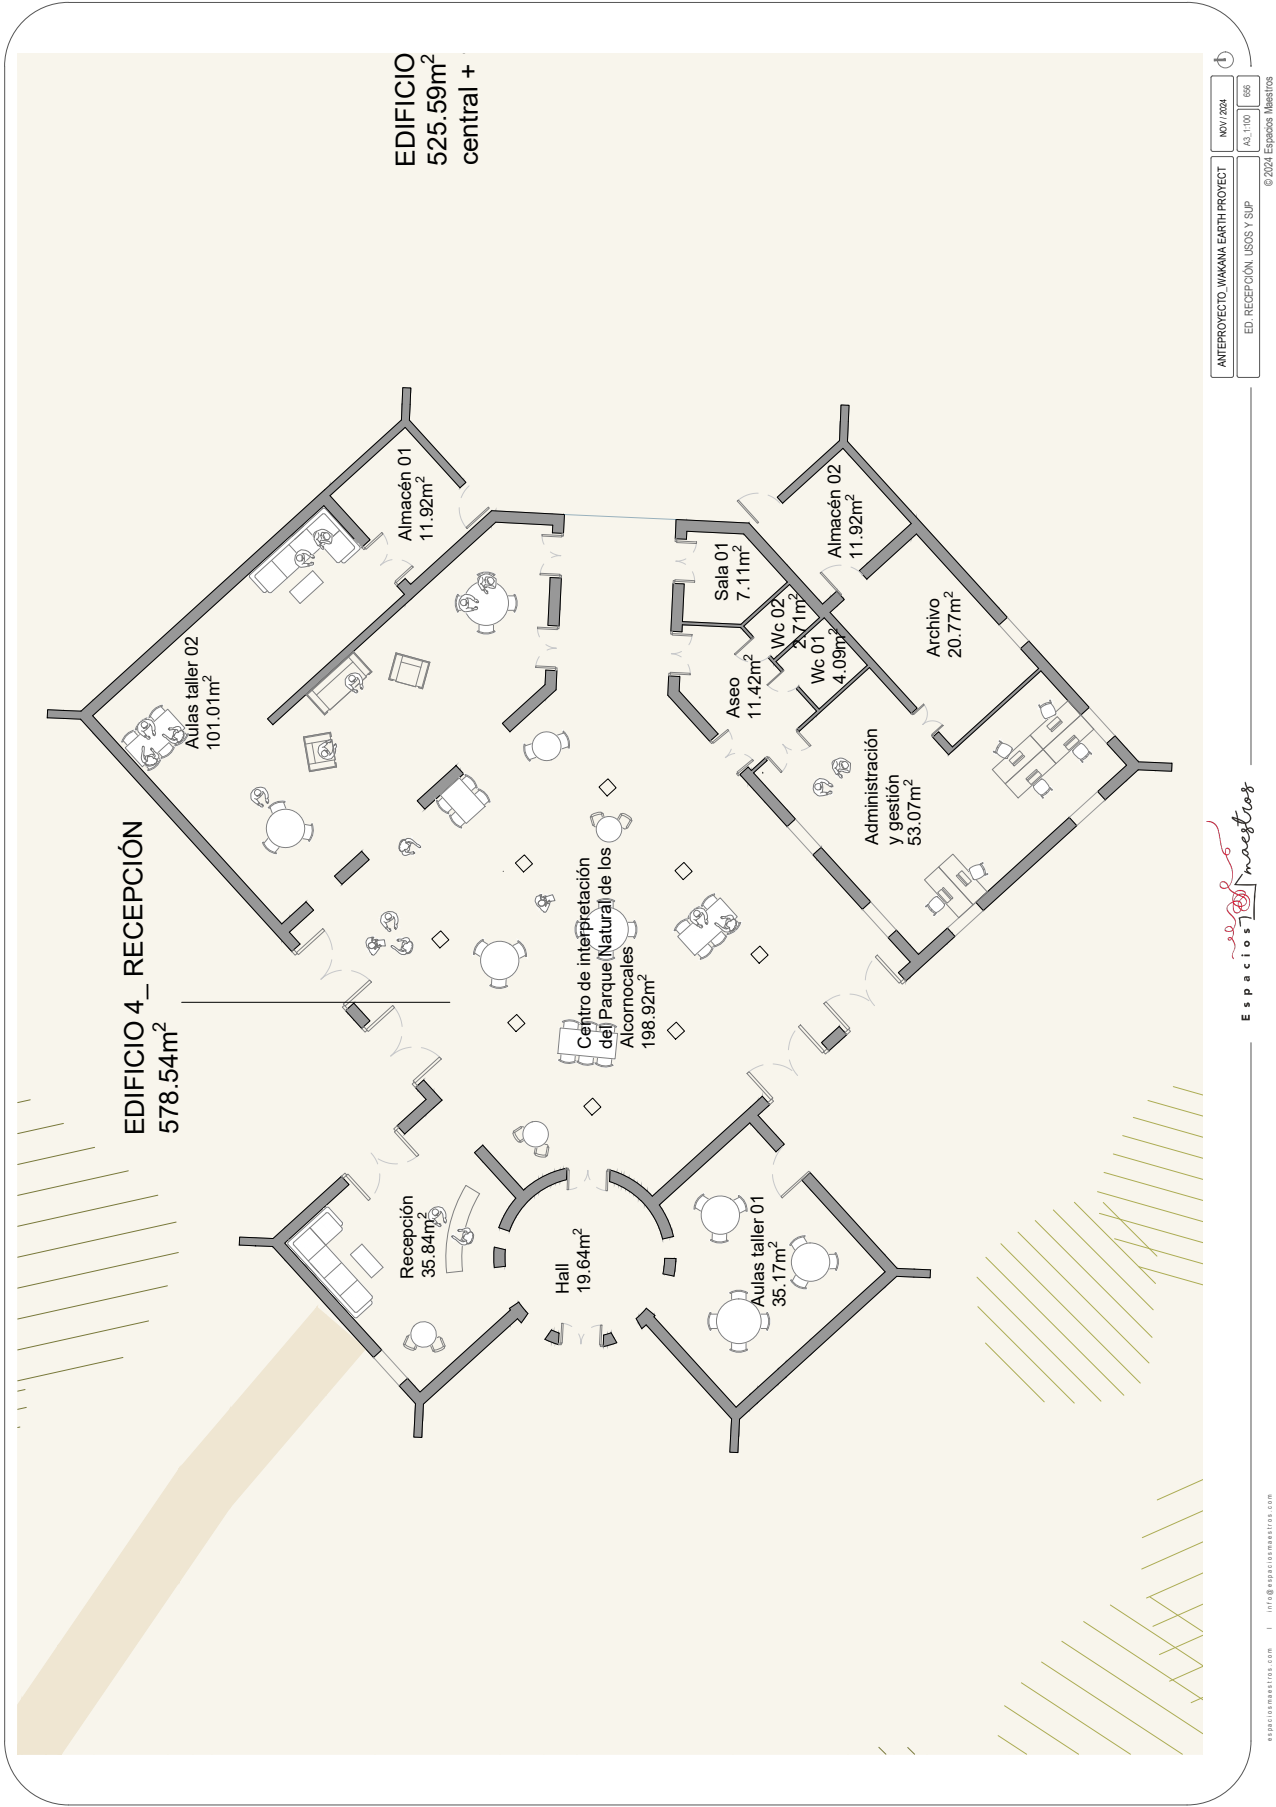 EDIFICIO 4_ RECEPCIÓN
578.54m²
EDIFICIO
525.59m²
central +
Aulas taller 02
101.01m²
Almacén 01
11.92m²
Recepción
35.84m²
Hall
19.64m²
Centro de interpretación
del Parque Natural de los
Alcornocales
198.92m²
Aulas taller 01
35.17m²
Sala 01
7.11m²
Aseo
11.42m²
Wc 02
2.71m²
Wc 01
4.09m²
Almacén 02
11.92m²
Archivo
20.77m²
Administración
y gestión
53.07m²
ANTEPROYECTO_WAKANA EARTH PROYECT
NOV / 2024
ED. RECEPCIÓN. USOS Y SUP
A3_1:100
656
© 2024 Espacios Maestros
Espacios maestros
espaciosmaestros.com | info@espaciosmaestros.com